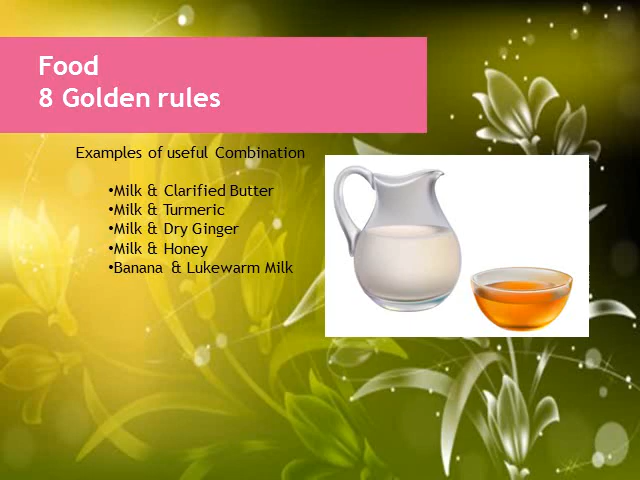 Food
8 Golden rules
Examples of useful Combination
•Milk & Clarified Butter
•Milk & Turmeric
•Milk & Dry Ginger
•Milk & Honey
•Banana & Lukewarm Milk